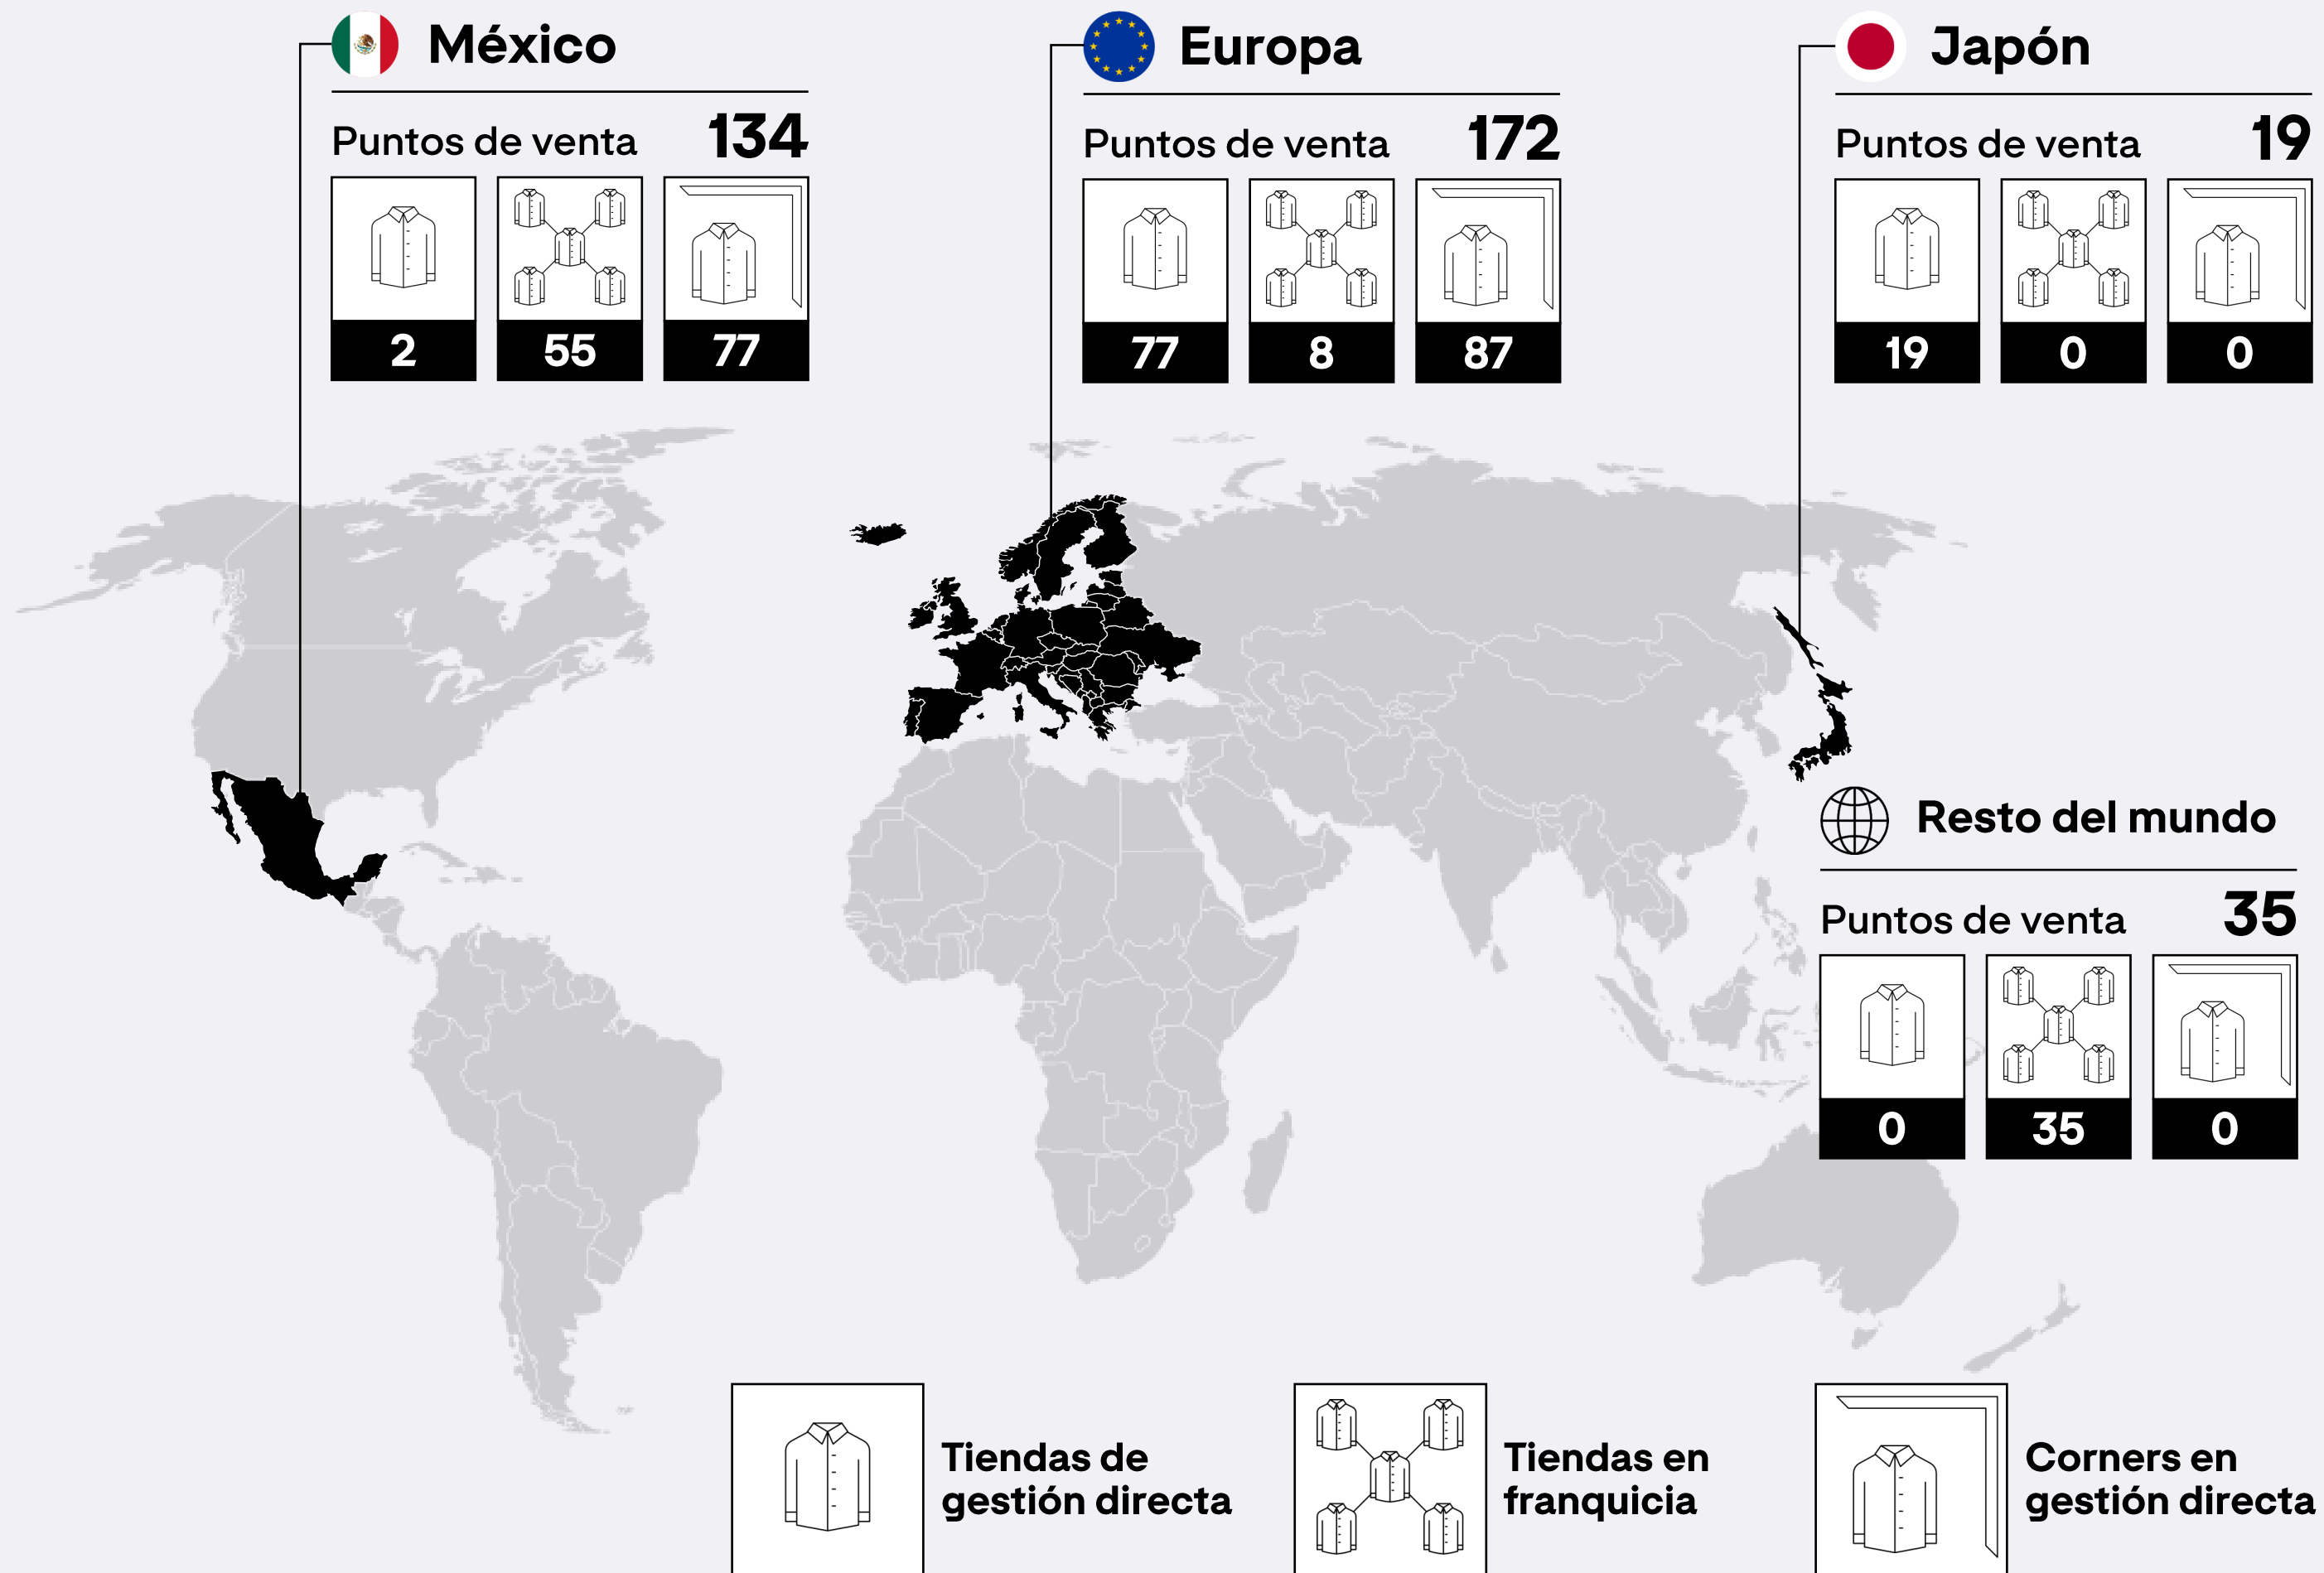 México
Puntos de venta 134
2 55 77
Europa
Puntos de venta 172
77 8 87
Japón
Puntos de venta 19
19 0 0
Resto del mundo
Puntos de venta 35
0 35 0
Tiendas de
gestión directa
Tiendas en
franquicia
Corners en
gestión directa